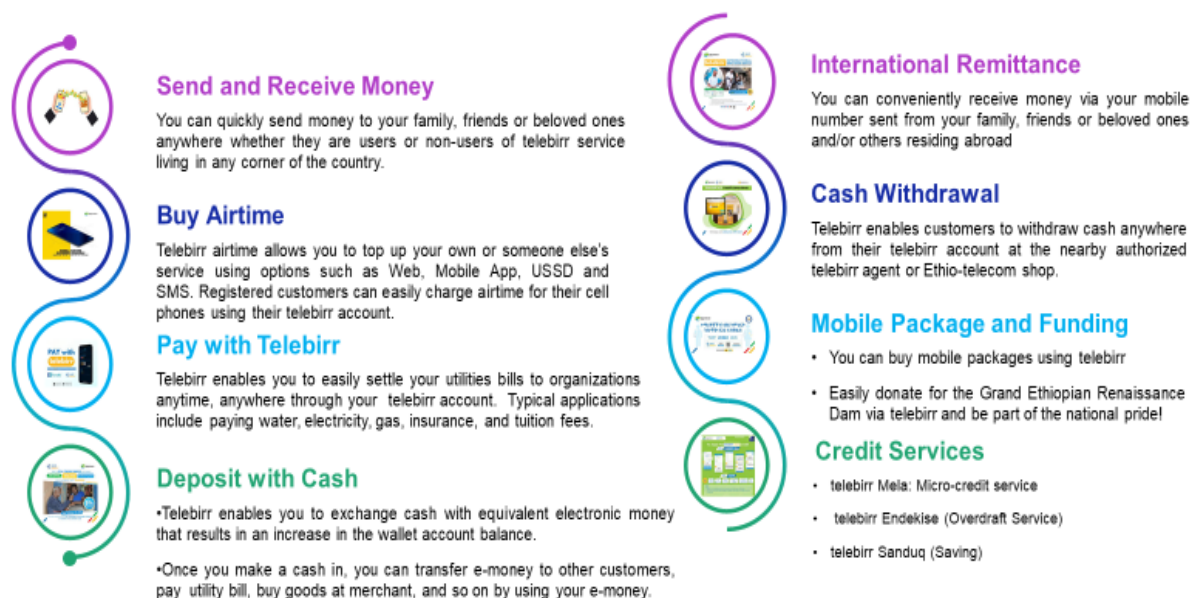 Send and Receive Money
You can quickly send money to your family, friends or beloved ones
anywhere whether they are users or non-users of telebirr service
living in any corner of the country.
Buy Airtime
Telebirr airtime allows you to top up your own or someone else's
service using options such as Web, Mobile App, USSD and
SMS. Registered customers can easily charge airtime for their cell
phones using their telebirr account.
PAY with
telebirr
Pay with Telebirr
Telebirr enables you to easily settle your utilities bills to organizations
anytime, anywhere through your telebirr account. Typical applications
include paying water, electricity, gas, insurance, and tuition fees.
Deposit with Cash
•Telebirr enables you to exchange cash with equivalent electronic money
that results in an increase in the wallet account balance.
•Once you make a cash in, you can transfer e-money to other customers,
pay utility bill, buy goods at merchant, and so on by using your e-money.
International Remittance
You can conveniently receive money via your mobile
number sent from your family, friends or beloved ones
and/or others residing abroad
Cash Withdrawal
Telebirr enables customers to withdraw cash anywhere
from their telebirr account at the nearby authorized
telebirr agent or Ethio-telecom shop.
Mobile Package and Funding
• You can buy mobile packages using telebirr
• Easily donate for the Grand Ethiopian Renaissance
Dam via telebirr and be part of the national pride!
Credit Services
• telebirr Mela: Micro-credit service
• telebirr Endekise (Overdraft Service)
• telebirr Sanduq (Saving)